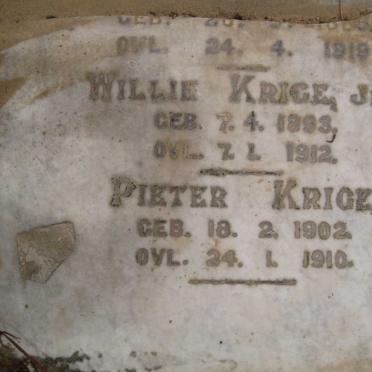 OVL. 24. 4. 1919
WILLIE KRIGE, J
GEB. 7. 4. 1893,
OVL. 7. 1. 1912.
PIETER KRIGE,
GEB. 18. 2. 1902.
OVL. 24. 1. 1910.